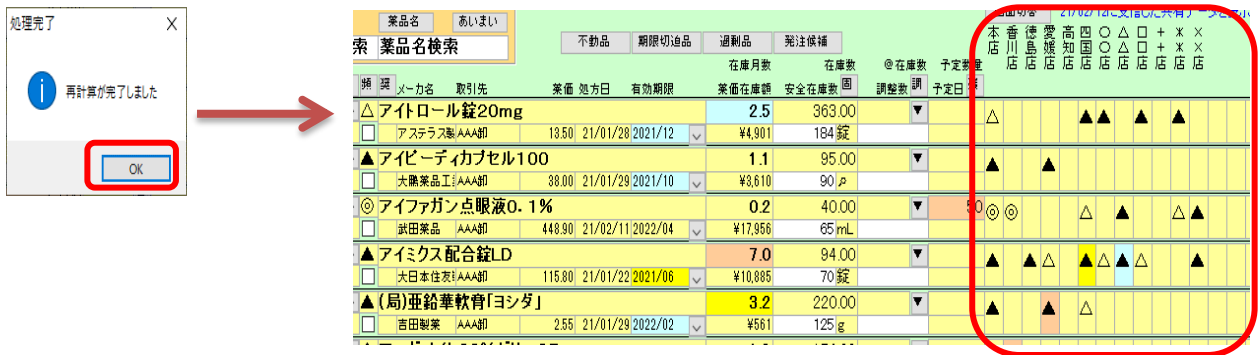 処理完了
再計算が完了しました
OK
薬品名 あいまい
索 薬品名検索
不動品 期限切迫品 過剰品 発注候補
在庫月数 在庫数 @在庫数 予定数量
頻 メーカ名 取引先 薬価 処方日 有効期限 薬価在庫額 安全在庫数 固 調整数 調 予定日
本店 香川店 徳島店 愛媛店 高知店 四国店 〇〇店 △△店 □□店 ++店 **店 ××店
△ アイトロール錠20mg 2.5 363.00 ▼ △ ▲ ▲ ▲ ▲
アステラス製 AAA卸 13.50 21/01/28 2021/12 ¥4,901 184 錠
▲ アイピーディカプセル100 1.1 95.00 ▼ ▲ ▲
大鵬薬品工 AAA卸 38.00 21/01/29 2021/10 ¥3,610 90 P
◎ アイファガン点眼液0.1% 0.2 40.00 ▼ 50 ◎ ◎ △ ▲ △ ▲
武田薬品 AAA卸 448.90 21/02/11 2022/04 ¥17,956 65 mL
▲ アイミクス配合錠LD 7.0 94.00 ▼ ▲ ▲ △ ▲ △ ▲ △ ▲
大日本住友 AAA卸 115.80 21/01/22 2021/06 ¥10,885 70 錠
▲ (局)亜鉛華軟膏「ヨシダ」 3.2 220.00 ▼ ▲ ▲ △
吉田製薬 AAA卸 2.55 21/01/29 2022/02 ¥561 125 g